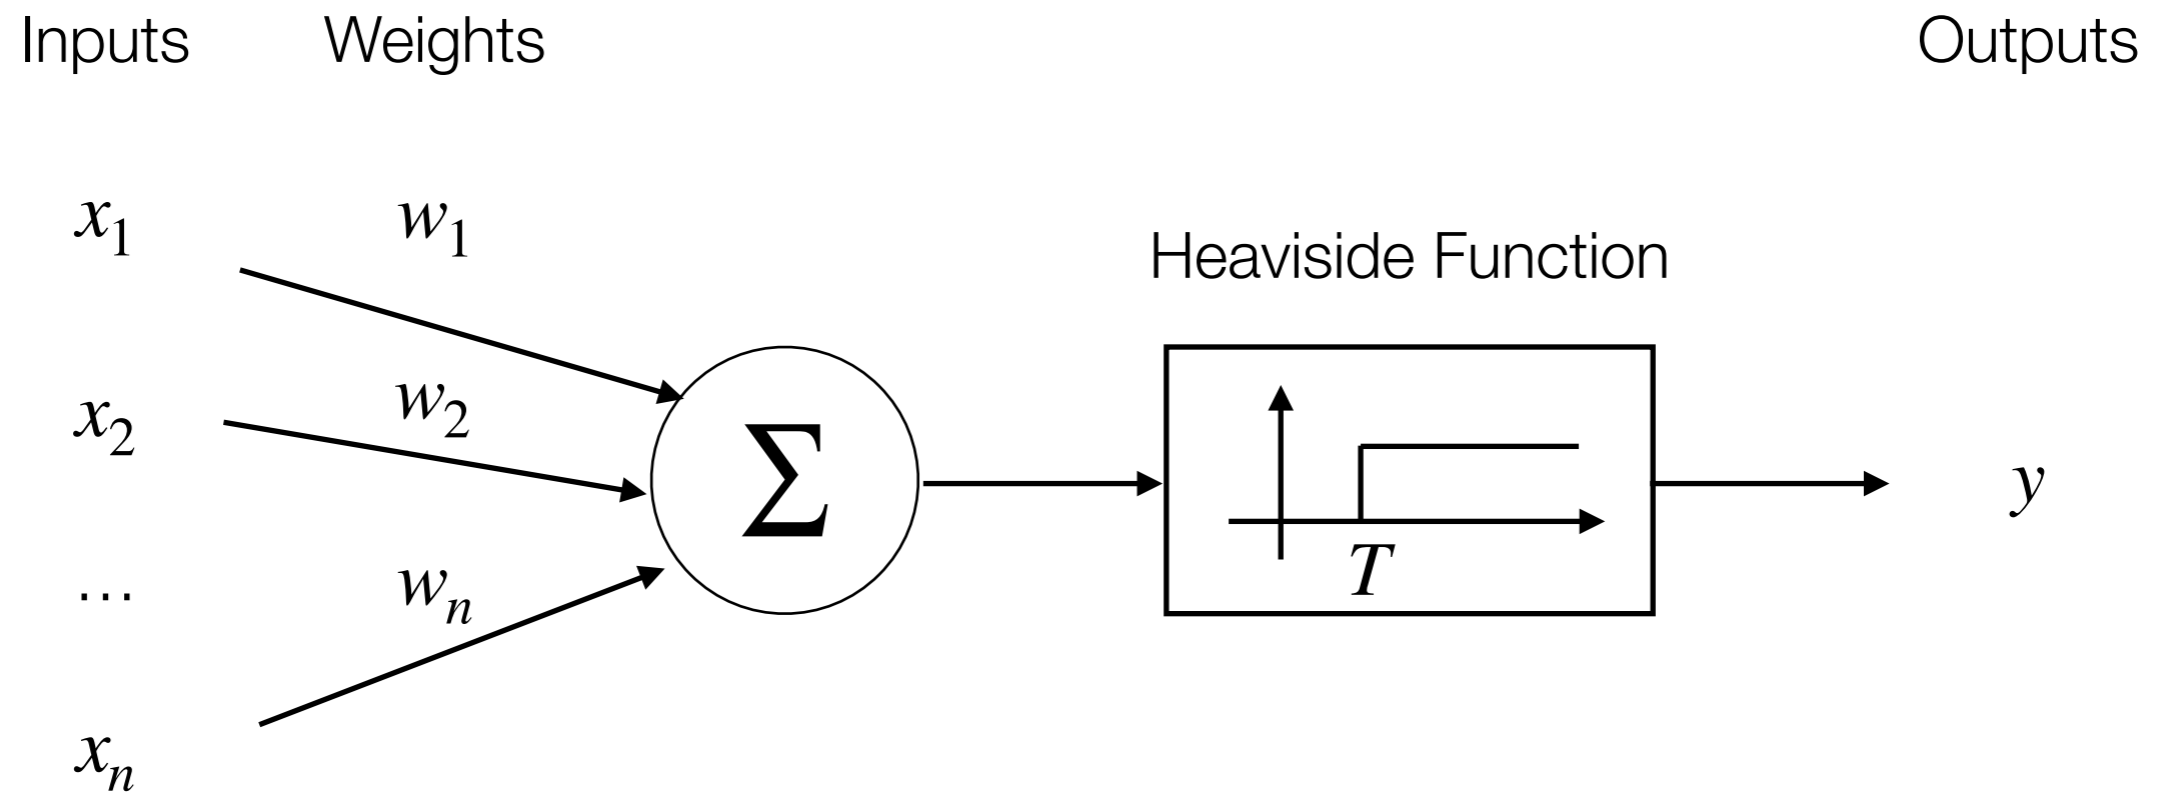 Inputs Weights Outputs
x₁ w₁
Heaviside Function
x₂ w₂
Σ
y
… wₙ
T
xₙ